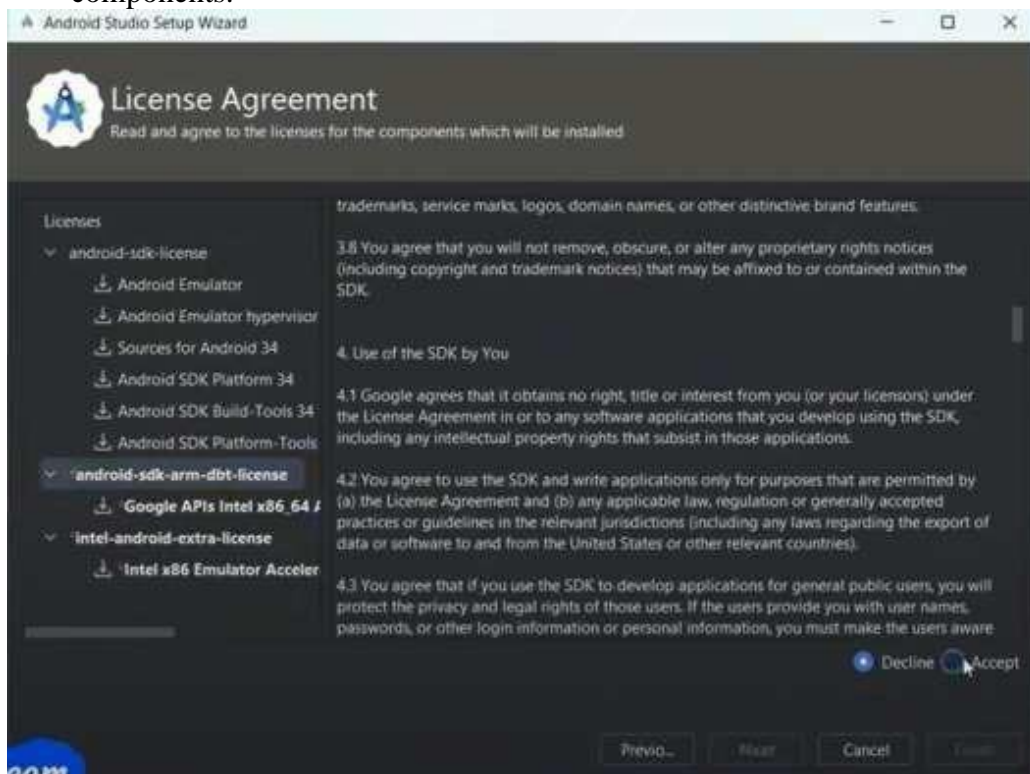 components.
Android Studio Setup Wizard
License Agreement
Read and agree to the licenses for the components which will be installed
Licenses
android-sdk-license
Android Emulator
Android Emulator hypervisor
Sources for Android 34
Android SDK Platform 34
Android SDK Build-Tools 34
Android SDK Platform-Tools
*android-sdk-arm-dbt-license
*Google APIs Intel x86_64 A
*intel-android-extra-license
*Intel x86 Emulator Acceler
trademarks, service marks, logos, domain names, or other distinctive brand features.
3.8 You agree that you will not remove, obscure, or alter any proprietary rights notices
(including copyright and trademark notices) that may be affixed to or contained within the
SDK.
4. Use of the SDK by You
4.1 Google agrees that it obtains no right, title or interest from you (or your licensors) under
the License Agreement in or to any software applications that you develop using the SDK,
including any intellectual property rights that subsist in those applications.
4.2 You agree to use the SDK and write applications only for purposes that are permitted by
(a) the License Agreement and (b) any applicable law, regulation or generally accepted
practices or guidelines in the relevant jurisdictions (including any laws regarding the export of
data or software to and from the United States or other relevant countries).
4.3 You agree that if you use the SDK to develop applications for general public users, you will
protect the privacy and legal rights of those users. If the users provide you with user names,
passwords, or other login information or personal information, you must make the users aware
Decline Accept
Previo... Next Cancel Finish